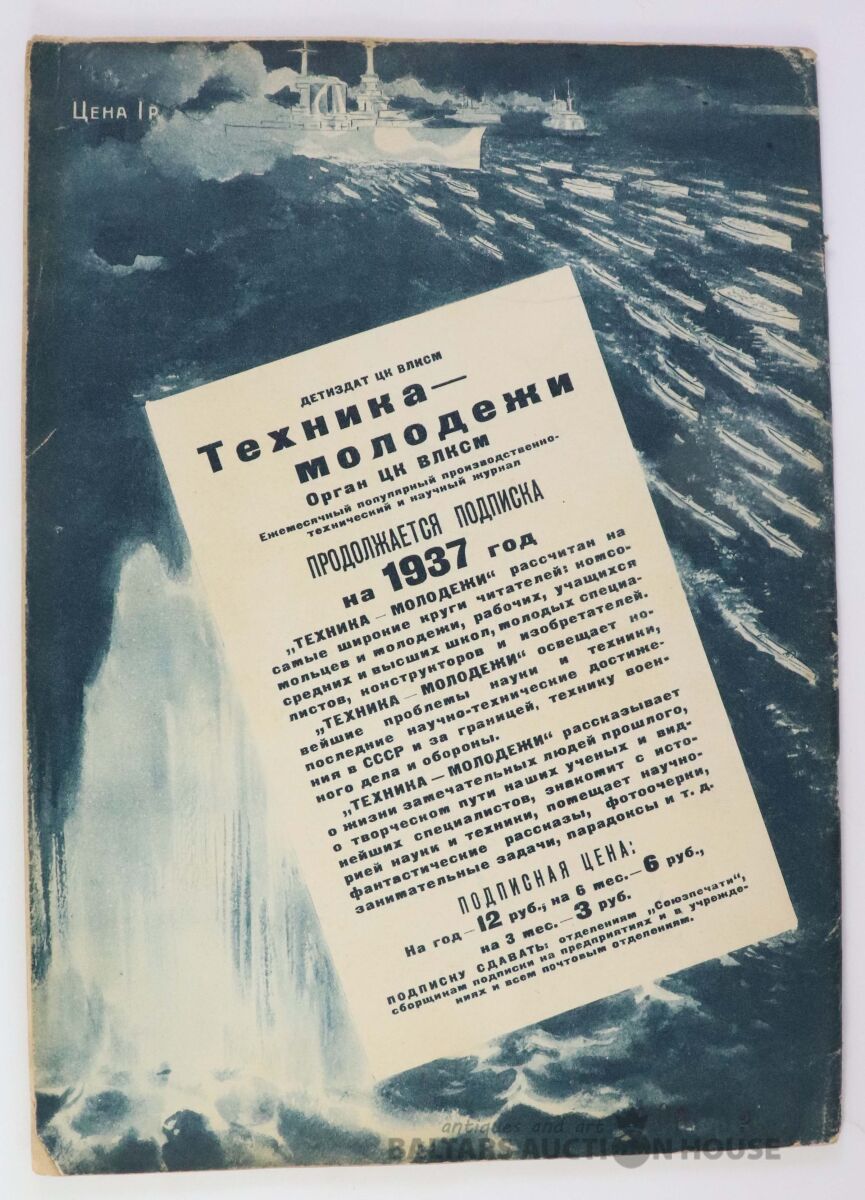 Цена 1 р
ДЕТИЗДАТ ЦК ВЛКСМ
Техника —
молодежи
Орган ЦК ВЛКСМ
Ежемесячный популярный производственно-
технический и научный журнал
ПРОДОЛЖАЕТСЯ ПОДПИСКА
на 1937 год
„ТЕХНИКА — МОЛОДЕЖИ“ рассчитан на
самые широкие круги читателей: комсо-
мольцев и молодежи, рабочих, учащихся
средних и высших школ, молодых специа-
листов, конструкторов и изобретателей.
„ТЕХНИКА — МОЛОДЕЖИ“ освещает но-
вейшие проблемы науки и техники,
последние научно-технические достиже-
ния в СССР и за границей, технику воен-
ного дела и обороны.
„ТЕХНИКА — МОЛОДЕЖИ“ рассказывает
о жизни замечательных людей прошлого,
о творческом пути наших ученых и вид-
нейших специалистов, знакомит с исто-
рией науки и техники, помещает научно-
фантастические рассказы, фотоочерки,
занимательные задачи, парадоксы и т. д.
ПОДПИСНАЯ ЦЕНА:
На год — 12 руб.; на 6 мес. — 6 руб.,
на 3 мес. — 3 руб.
ПОДПИСКУ СДАВАТЬ: отделениям „Союзпечати“,
сборщикам подписки на предприятиях и в учрежде-
ниях и всем почтовым отделениям.
antiques and art
BALTARS AUCTION HOUSE